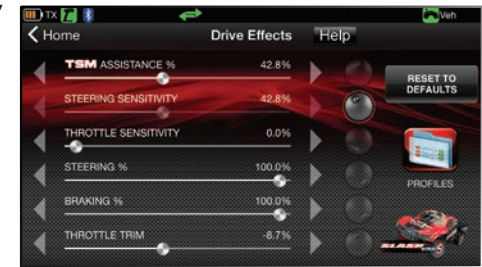 TX
Veh
Home
Drive Effects
Help
TSM ASSISTANCE % 42.8%
STEERING SENSITIVITY 42.8%
THROTTLE SENSITIVITY 0.0%
STEERING % 100.0%
BRAKING % 100.0%
THROTTLE TRIM -8.7%
RESET TO
DEFAULTS
PROFILES
SLASH